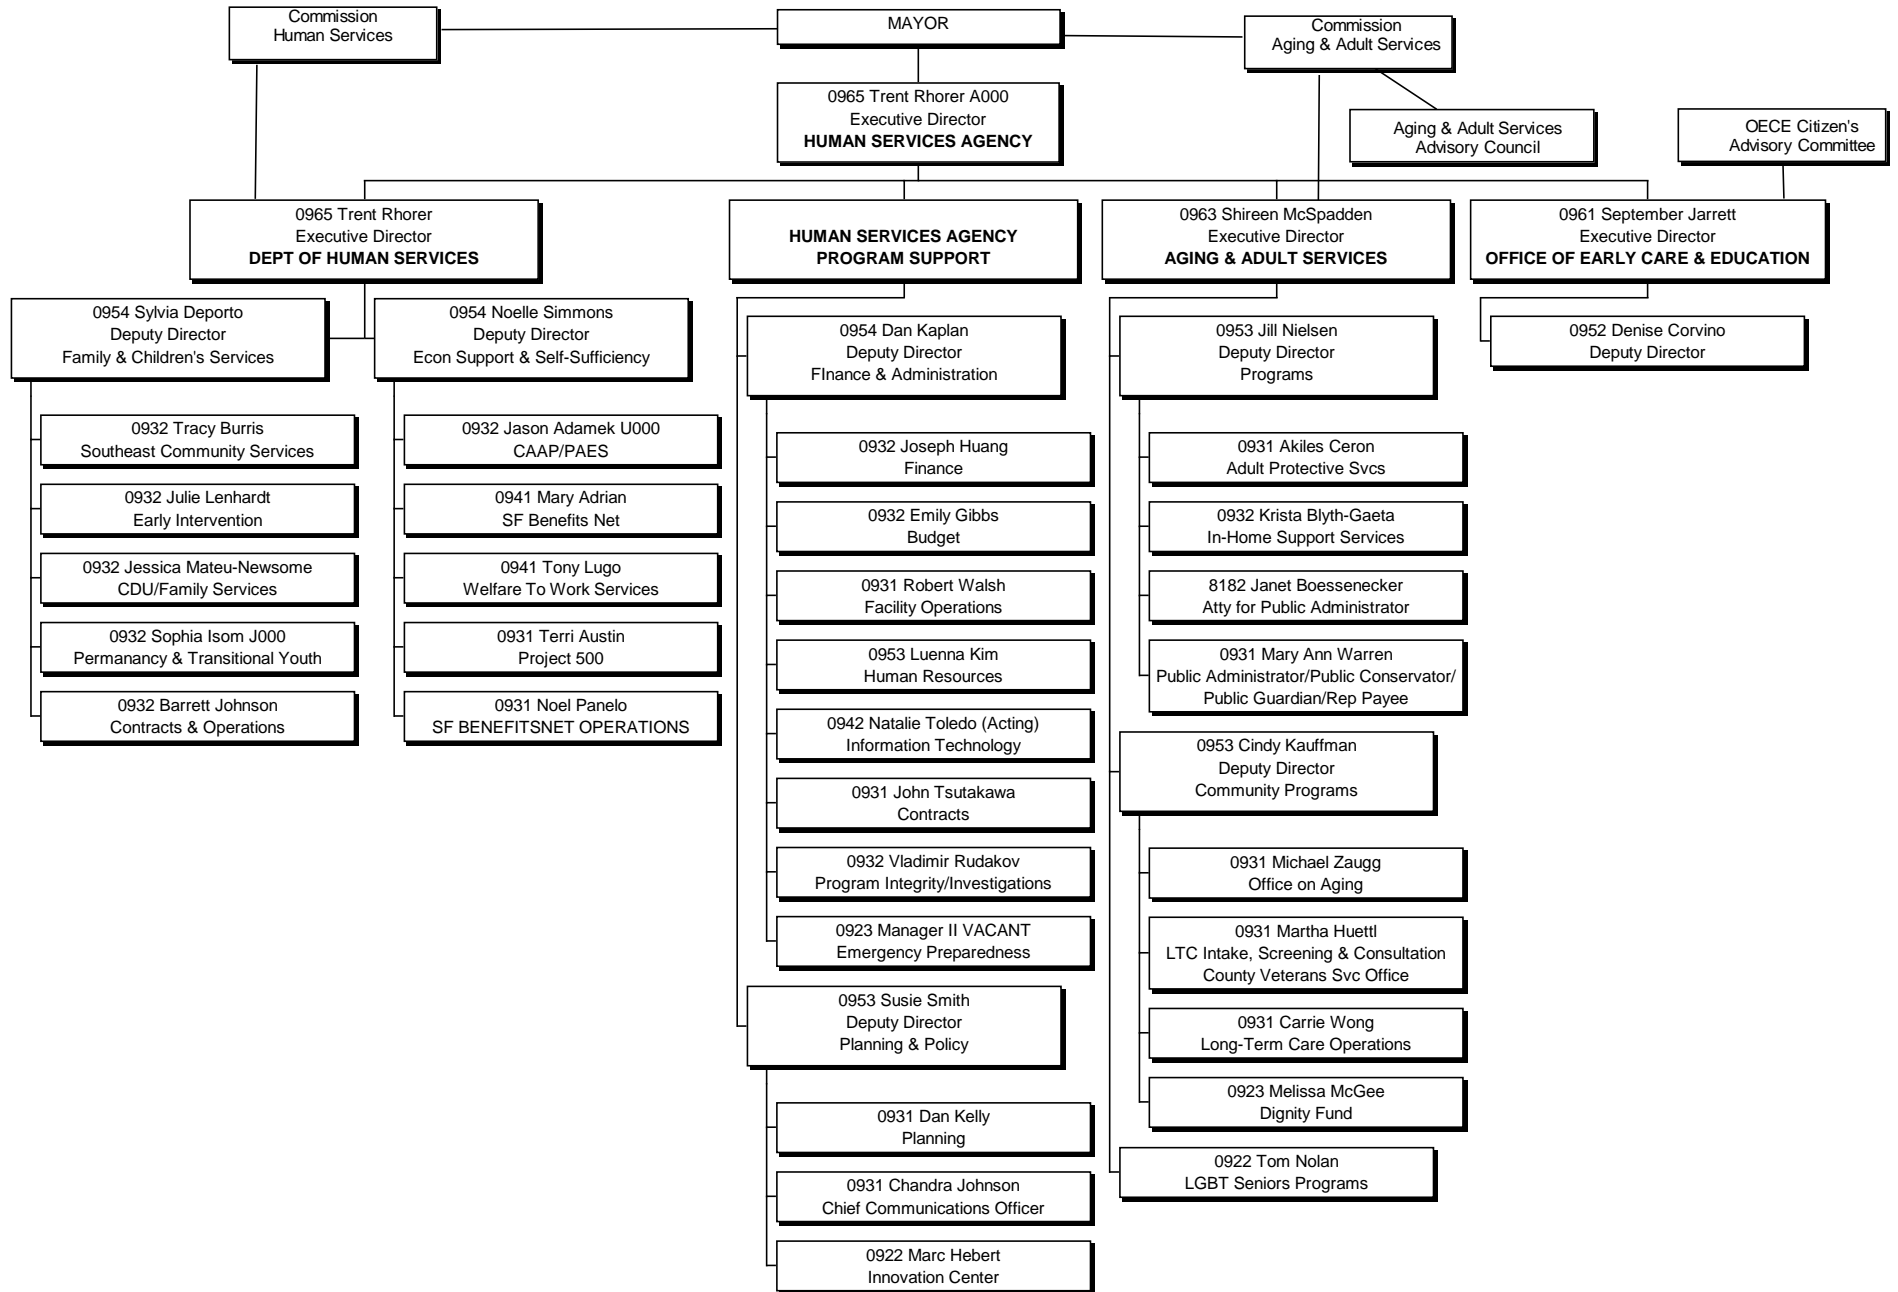 Commission
Human Services
MAYOR
Commission
Aging & Adult Services
0965 Trent Rhorer A000
Executive Director
HUMAN SERVICES AGENCY
Aging & Adult Services
Advisory Council
OECE Citizen's
Advisory Committee
0965 Trent Rhorer
Executive Director
DEPT OF HUMAN SERVICES
HUMAN SERVICES AGENCY
PROGRAM SUPPORT
0963 Shireen McSpadden
Executive Director
AGING & ADULT SERVICES
0961 September Jarrett
Executive Director
OFFICE OF EARLY CARE & EDUCATION
0954 Sylvia Deporto
Deputy Director
Family & Children's Services
0932 Tracy Burris
Southeast Community Services
0932 Julie Lenhardt
Early Intervention
0932 Jessica Mateu-Newsome
CDU/Family Services
0932 Sophia Isom J000
Permanancy & Transitional Youth
0932 Barrett Johnson
Contracts & Operations
0954 Noelle Simmons
Deputy Director
Econ Support & Self-Sufficiency
0932 Jason Adamek U000
CAAP/PAES
0941 Mary Adrian
SF Benefits Net
0941 Tony Lugo
Welfare To Work Services
0931 Terri Austin
Project 500
0931 Noel Panelo
SF BENEFITSNET OPERATIONS
0954 Dan Kaplan
Deputy Director
FInance & Administration
0932 Joseph Huang
Finance
0932 Emily Gibbs
Budget
0931 Robert Walsh
Facility Operations
0953 Luenna Kim
Human Resources
0942 Natalie Toledo (Acting)
Information Technology
0931 John Tsutakawa
Contracts
0932 Vladimir Rudakov
Program Integrity/Investigations
0923 Manager II VACANT
Emergency Preparedness
0953 Susie Smith
Deputy Director
Planning & Policy
0931 Dan Kelly
Planning
0931 Chandra Johnson
Chief Communications Officer
0922 Marc Hebert
Innovation Center
0953 Jill Nielsen
Deputy Director
Programs
0931 Akiles Ceron
Adult Protective Svcs
0932 Krista Blyth-Gaeta
In-Home Support Services
8182 Janet Boessenecker
Atty for Public Administrator
0931 Mary Ann Warren
Public Administrator/Public Conservator/
Public Guardian/Rep Payee
0953 Cindy Kauffman
Deputy Director
Community Programs
0931 Michael Zaugg
Office on Aging
0931 Martha Huettl
LTC Intake, Screening & Consultation
County Veterans Svc Office
0931 Carrie Wong
Long-Term Care Operations
0923 Melissa McGee
Dignity Fund
0922 Tom Nolan
LGBT Seniors Programs
0952 Denise Corvino
Deputy Director